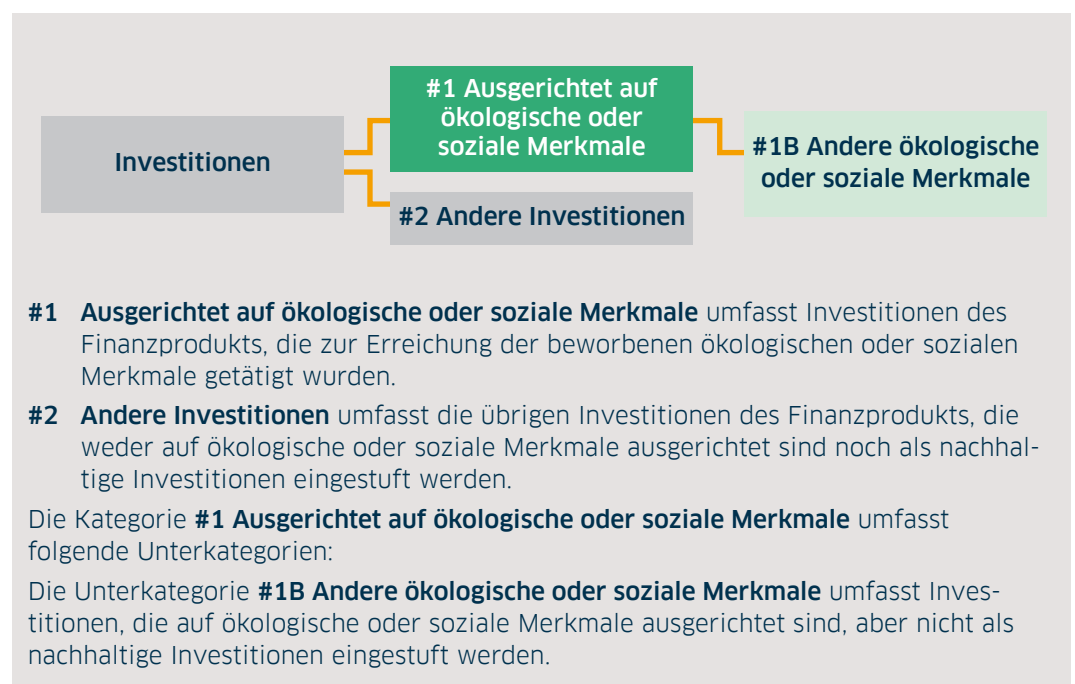 #1 Ausgerichtet auf
ökologische oder
soziale Merkmale
Investitionen
#1B Andere ökologische
oder soziale Merkmale
#2 Andere Investitionen
#1 Ausgerichtet auf ökologische oder soziale Merkmale umfasst Investitionen des
Finanzprodukts, die zur Erreichung der beworbenen ökologischen oder sozialen
Merkmale getätigt wurden.
#2 Andere Investitionen umfasst die übrigen Investitionen des Finanzprodukts, die
weder auf ökologische oder soziale Merkmale ausgerichtet sind noch als nachhal-
tige Investitionen eingestuft werden.
Die Kategorie #1 Ausgerichtet auf ökologische oder soziale Merkmale umfasst
folgende Unterkategorien:
Die Unterkategorie #1B Andere ökologische oder soziale Merkmale umfasst Inves-
titionen, die auf ökologische oder soziale Merkmale ausgerichtet sind, aber nicht als
nachhaltige Investitionen eingestuft werden.